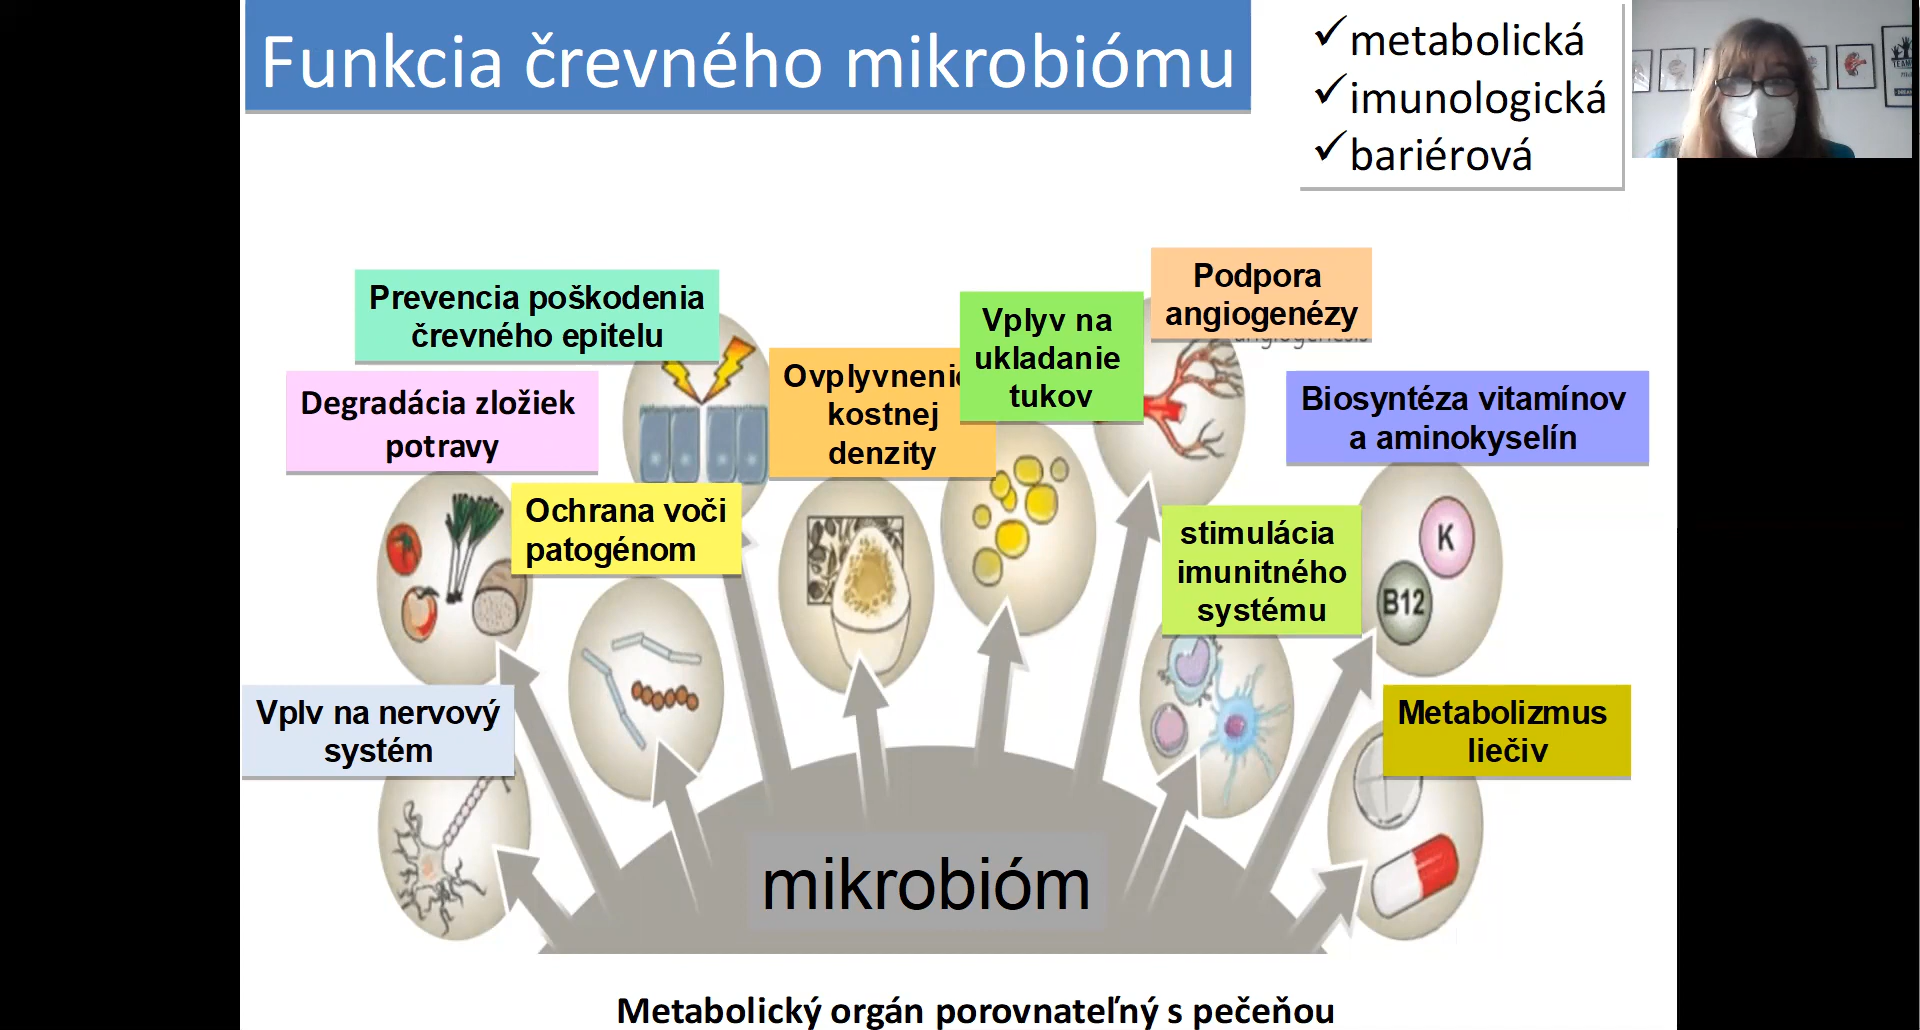 Funkcia črevného mikrobiómu
✓metabolická
✓imunologická
✓bariérová
Prevencia poškodenia
črevného epitelu
Podpora
angiogenézy
angiogenesis
Vplyv na
ukladanie
tukov
Ovplyvnenie
kostnej
denzity
Degradácia zložiek
potravy
Biosyntéza vitamínov
a aminokyselín
Ochrana voči
patogénom
stimulácia
imunitného
systému
K
B12
Vplv na nervový
systém
Metabolizmus
liečiv
mikrobióm
Metabolický orgán porovnateľný s pečeňou